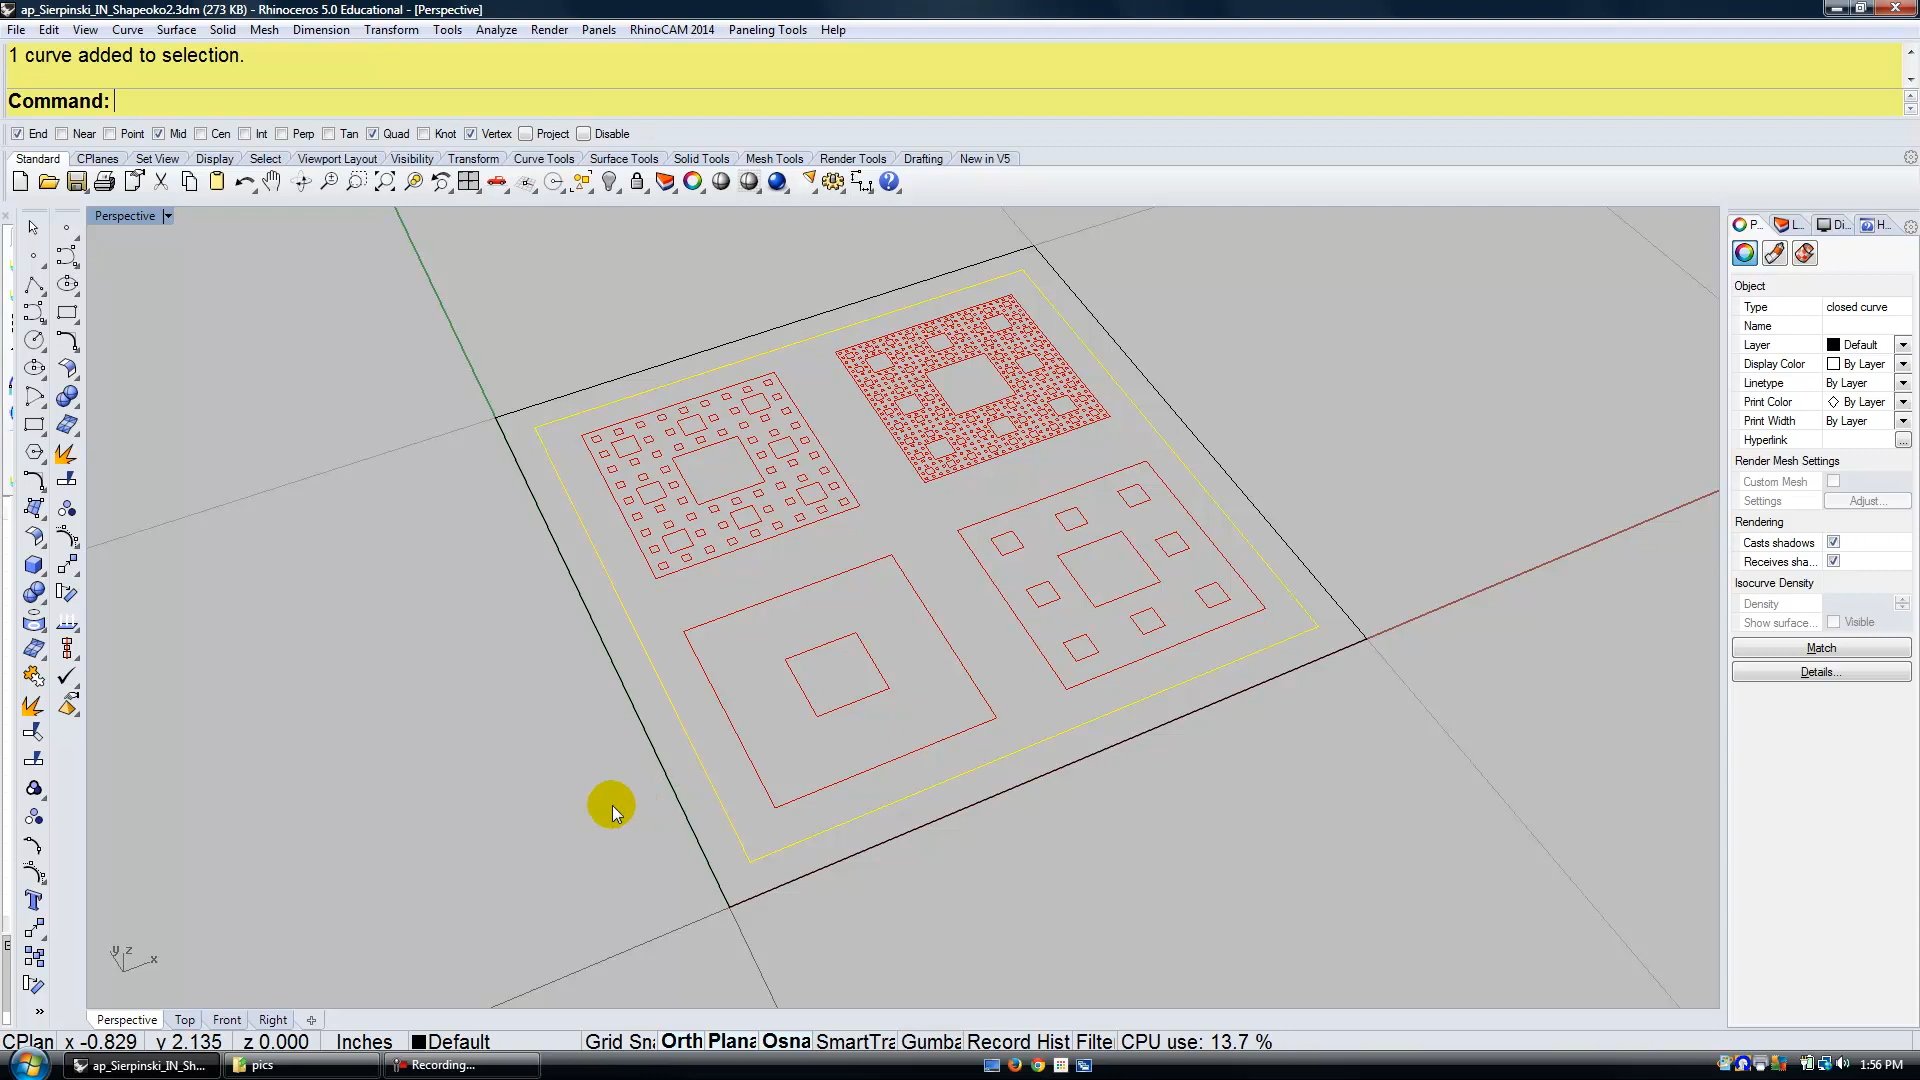 ap_Sierpinski_IN_Shapeoko2.3dm (273 KB) - Rhinoceros 5.0 Educational - [Perspective]
File Edit View Curve Surface Solid Mesh Dimension Transform Tools Analyze Render Panels RhinoCAM 2014 Paneling Tools Help
1 curve added to selection.
Command:
End Near Point Mid Cen Int Perp Tan Quad Knot Vertex Project Disable
Standard CPlanes Set View Display Select Viewport Layout Visibility Transform Curve Tools Surface Tools Solid Tools Mesh Tools Render Tools Drafting New in V5
Perspective
P... L... Di... H...
Object
Type closed curve
Name
Layer Default
Display Color By Layer
Linetype By Layer
Print Color By Layer
Print Width By Layer
Hyperlink ...
Render Mesh Settings
Custom Mesh
Settings Adjust...
Rendering
Casts shadows
Receives sha...
Isocurve Density
Density
Show surface... Visible
Match
Details...
y z x
Perspective Top Front Right
CPlan x -0.829 y 2.135 z 0.000 Inches Default Grid Sna Orth Plana Osna SmartTra Gumba Record Hist Filte CPU use: 13.7 %
ap_Sierpinski_IN_Sh... pics Recording... 1:56 PM